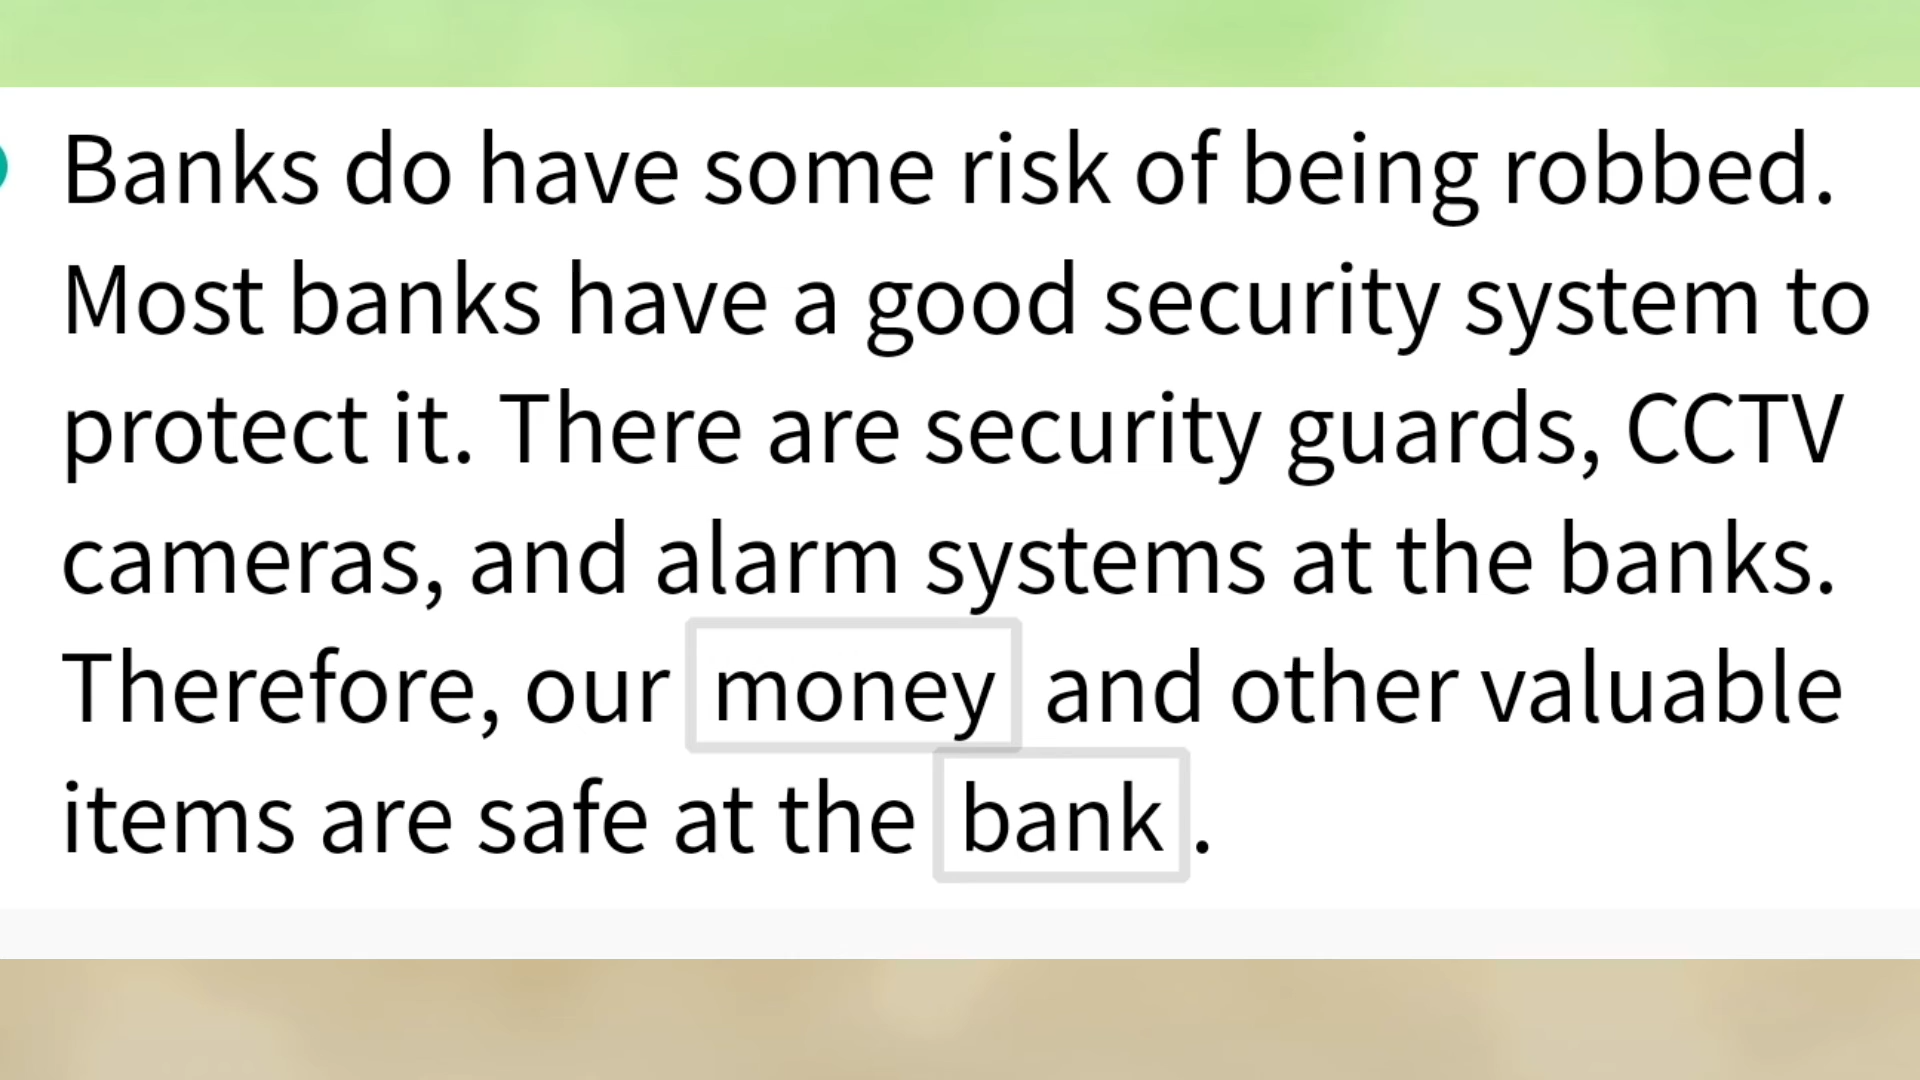 Banks do have some risk of being robbed.
Most banks have a good security system to
protect it. There are security guards, CCTV
cameras, and alarm systems at the banks.
Therefore, our money and other valuable
items are safe at the bank.